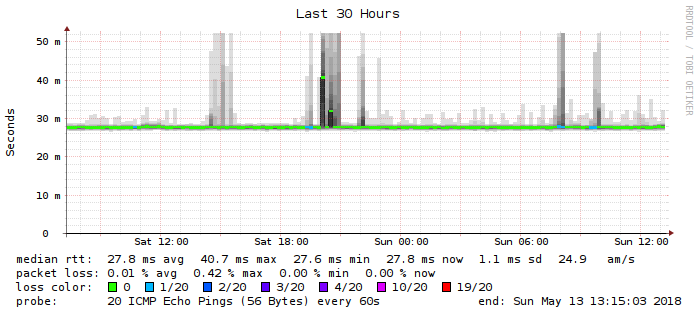 Last 30 Hours
RRDTOOL / TOBI OETIKER
Seconds
50 m
40 m
30 m
20 m
10 m
0
Sat 12:00 Sat 18:00 Sun 00:00 Sun 06:00 Sun 12:00
median rtt: 27.8 ms avg 40.7 ms max 27.6 ms min 27.8 ms now 1.1 ms sd 24.9 am/s
packet loss: 0.01 % avg 0.42 % max 0.00 % min 0.00 % now
loss color: 0 1/20 2/20 3/20 4/20 10/20 19/20
probe: 20 ICMP Echo Pings (56 Bytes) every 60s end: Sun May 13 13:15:03 2018